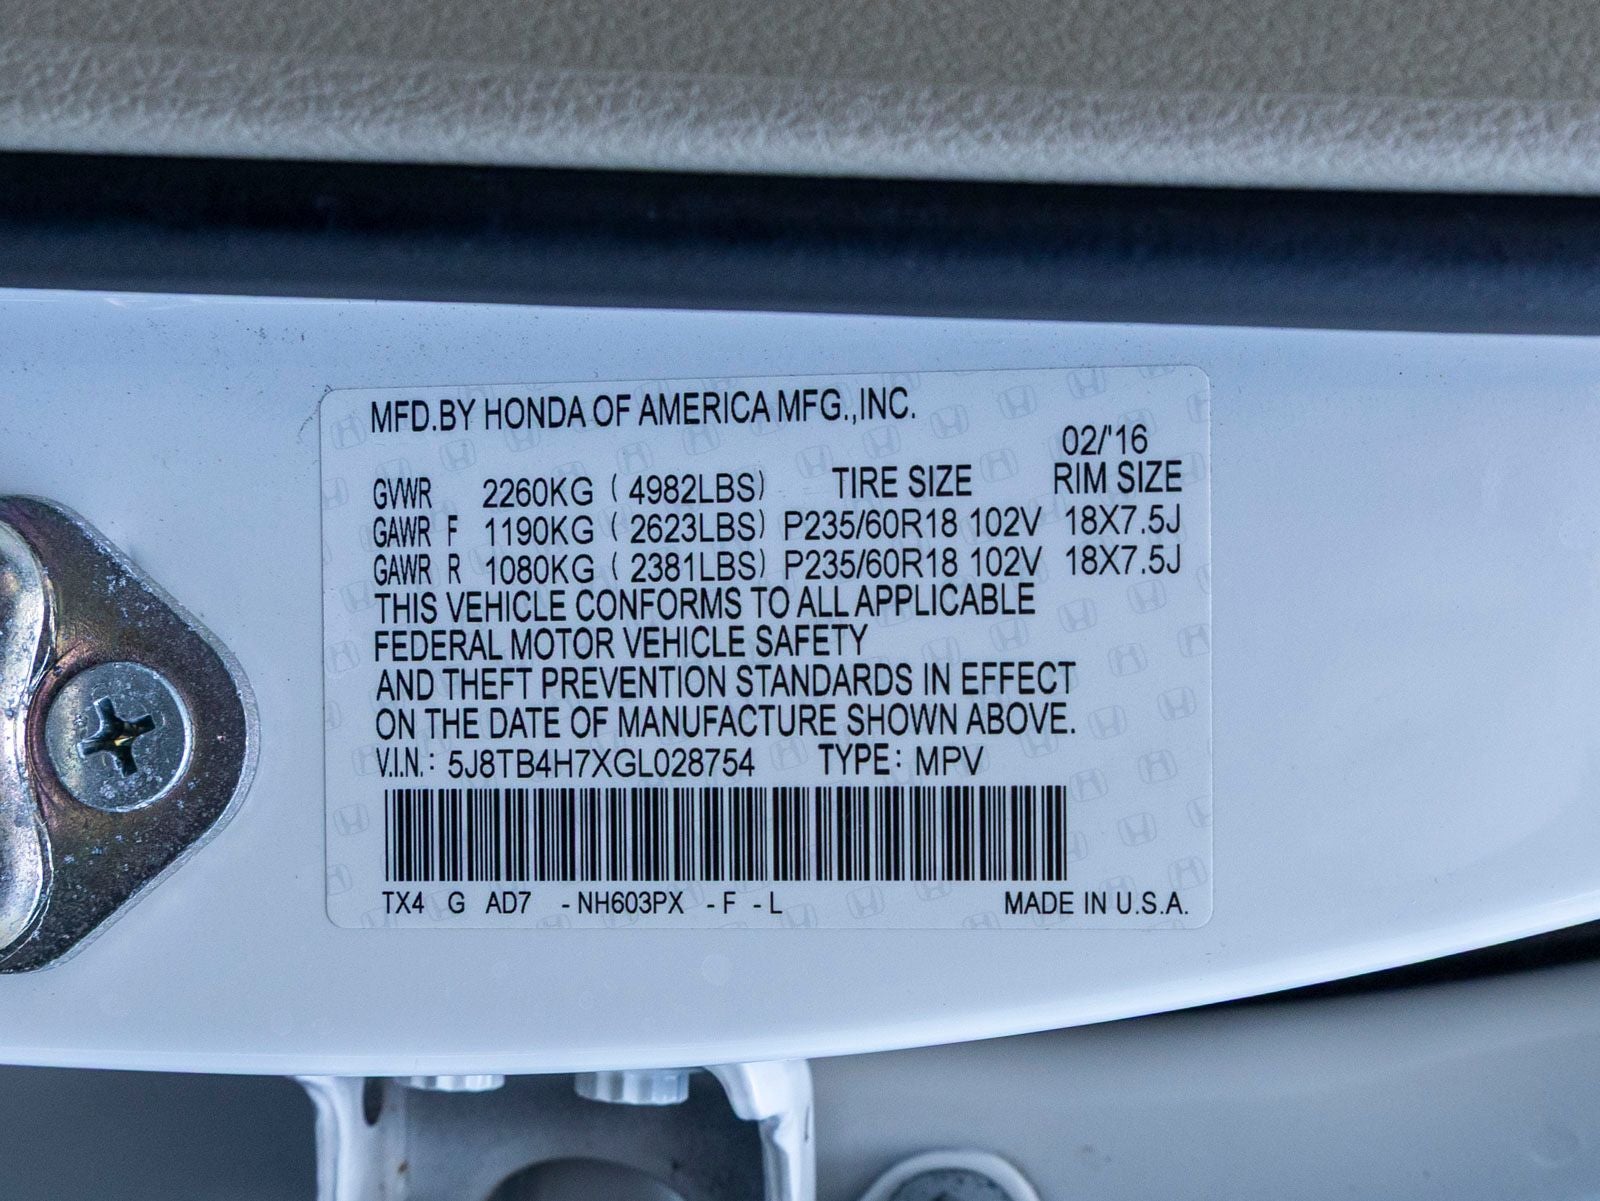 MFD.BY HONDA OF AMERICA MFG.,INC.
02/'16
GVWR 2260KG ( 4982LBS) TIRE SIZE RIM SIZE
GAWR F 1190KG ( 2623LBS) P235/60R18 102V 18X7.5J
GAWR R 1080KG ( 2381LBS) P235/60R18 102V 18X7.5J
THIS VEHICLE CONFORMS TO ALL APPLICABLE
FEDERAL MOTOR VEHICLE SAFETY
AND THEFT PREVENTION STANDARDS IN EFFECT
ON THE DATE OF MANUFACTURE SHOWN ABOVE.
V.I.N.: 5J8TB4H7XGL028754 TYPE: MPV
TX4 G AD7 - NH603PX - F - L MADE IN U.S.A.